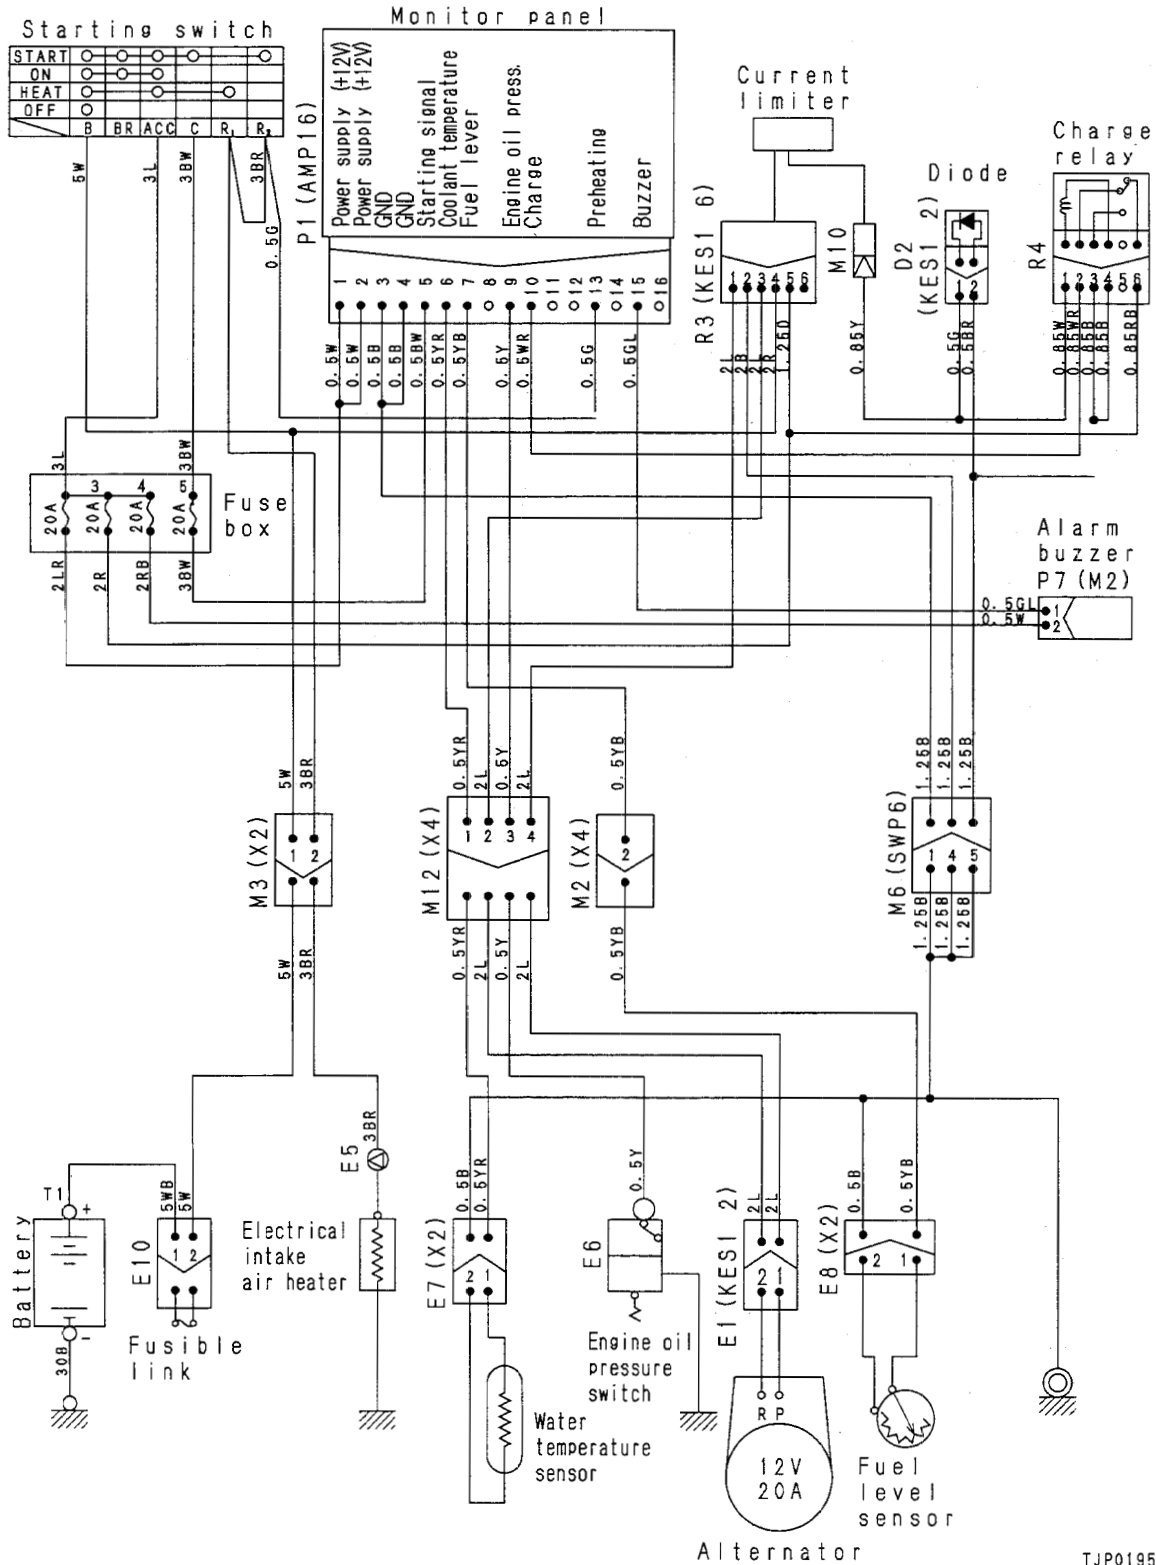 Monitor panel
Starting switch
START
ON
HEAT
OFF
B BR ACC C R₁ R₂
5W
3L
3BW
3BR
0.5G
P1 (AMP16)
Power supply (+12V)
Power supply (+12V)
GND
GND
Starting signal
Coolant temperature
Fuel lever
Engine oil press.
Charge
Preheating
Buzzer
1 2 3 4 5 6 7 8 9 10 11 12 13 14 15 16
0.5W
0.5W
0.5B
0.5B
0.5BW
0.5YR
0.5YB
0.5Y
0.5WR
0.5G
0.5GL
Current
limiter
R3 (KES1 6)
1 2 3 4 5 6
2L
2B
2L
2R
M10
0.85Y
Diode
D2
(KES1 2)
1 2
0.5G
0.5BR
Charge
relay
R4
1 2 3 4 5 6
0.85W
0.85WR
0.85B
0.85B
0.85RB
3L
3BW
3 4 5
20A
20A
20A
20A
Fuse
box
2LR
2R
2RB
3BW
Alarm
buzzer
P7 (M2)
0.5GL
0.5W
1
2
5W
3BR
M3 (X2)
1 2
5W
3BR
0.5YR
2L
0.5Y
2L
M12 (X4)
1 2 3 4
0.5YR
2L
0.5Y
2L
0.5YB
M2 (X4)
2
0.5YB
1.25B
1.25B
1.25B
M6 (SWP6)
1 4 5
1.25B
1.25B
1.25B
T1
+
Battery
-
30B
5WB
5W
E10
1 2
Fusible
link
3BR
E5
Electrical
intake
air heater
0.5B
0.5YR
E7 (X2)
2 1
Water
temperature
sensor
0.5Y
E6
Engine oil
pressure
switch
2L
2L
E1 (KES1 2)
2 1
R P
12V
20A
Alternator
0.5B
0.5YB
E8 (X2)
2 1
Fuel
level
sensor
TJP0195